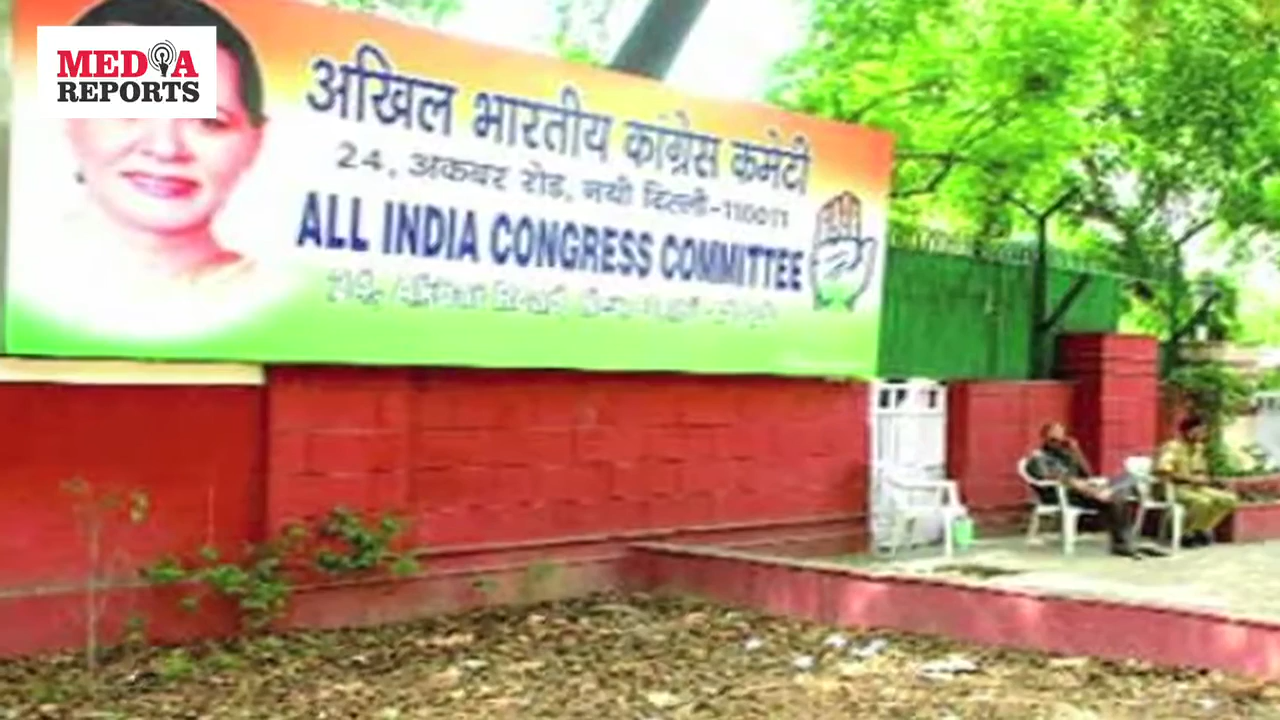 MEDIA
REPORTS
अखिल भारतीय कांग्रेस कमेटी
24, अकबर रोड, नयी दिल्ली-110011
ALL INDIA CONGRESS COMMITTEE